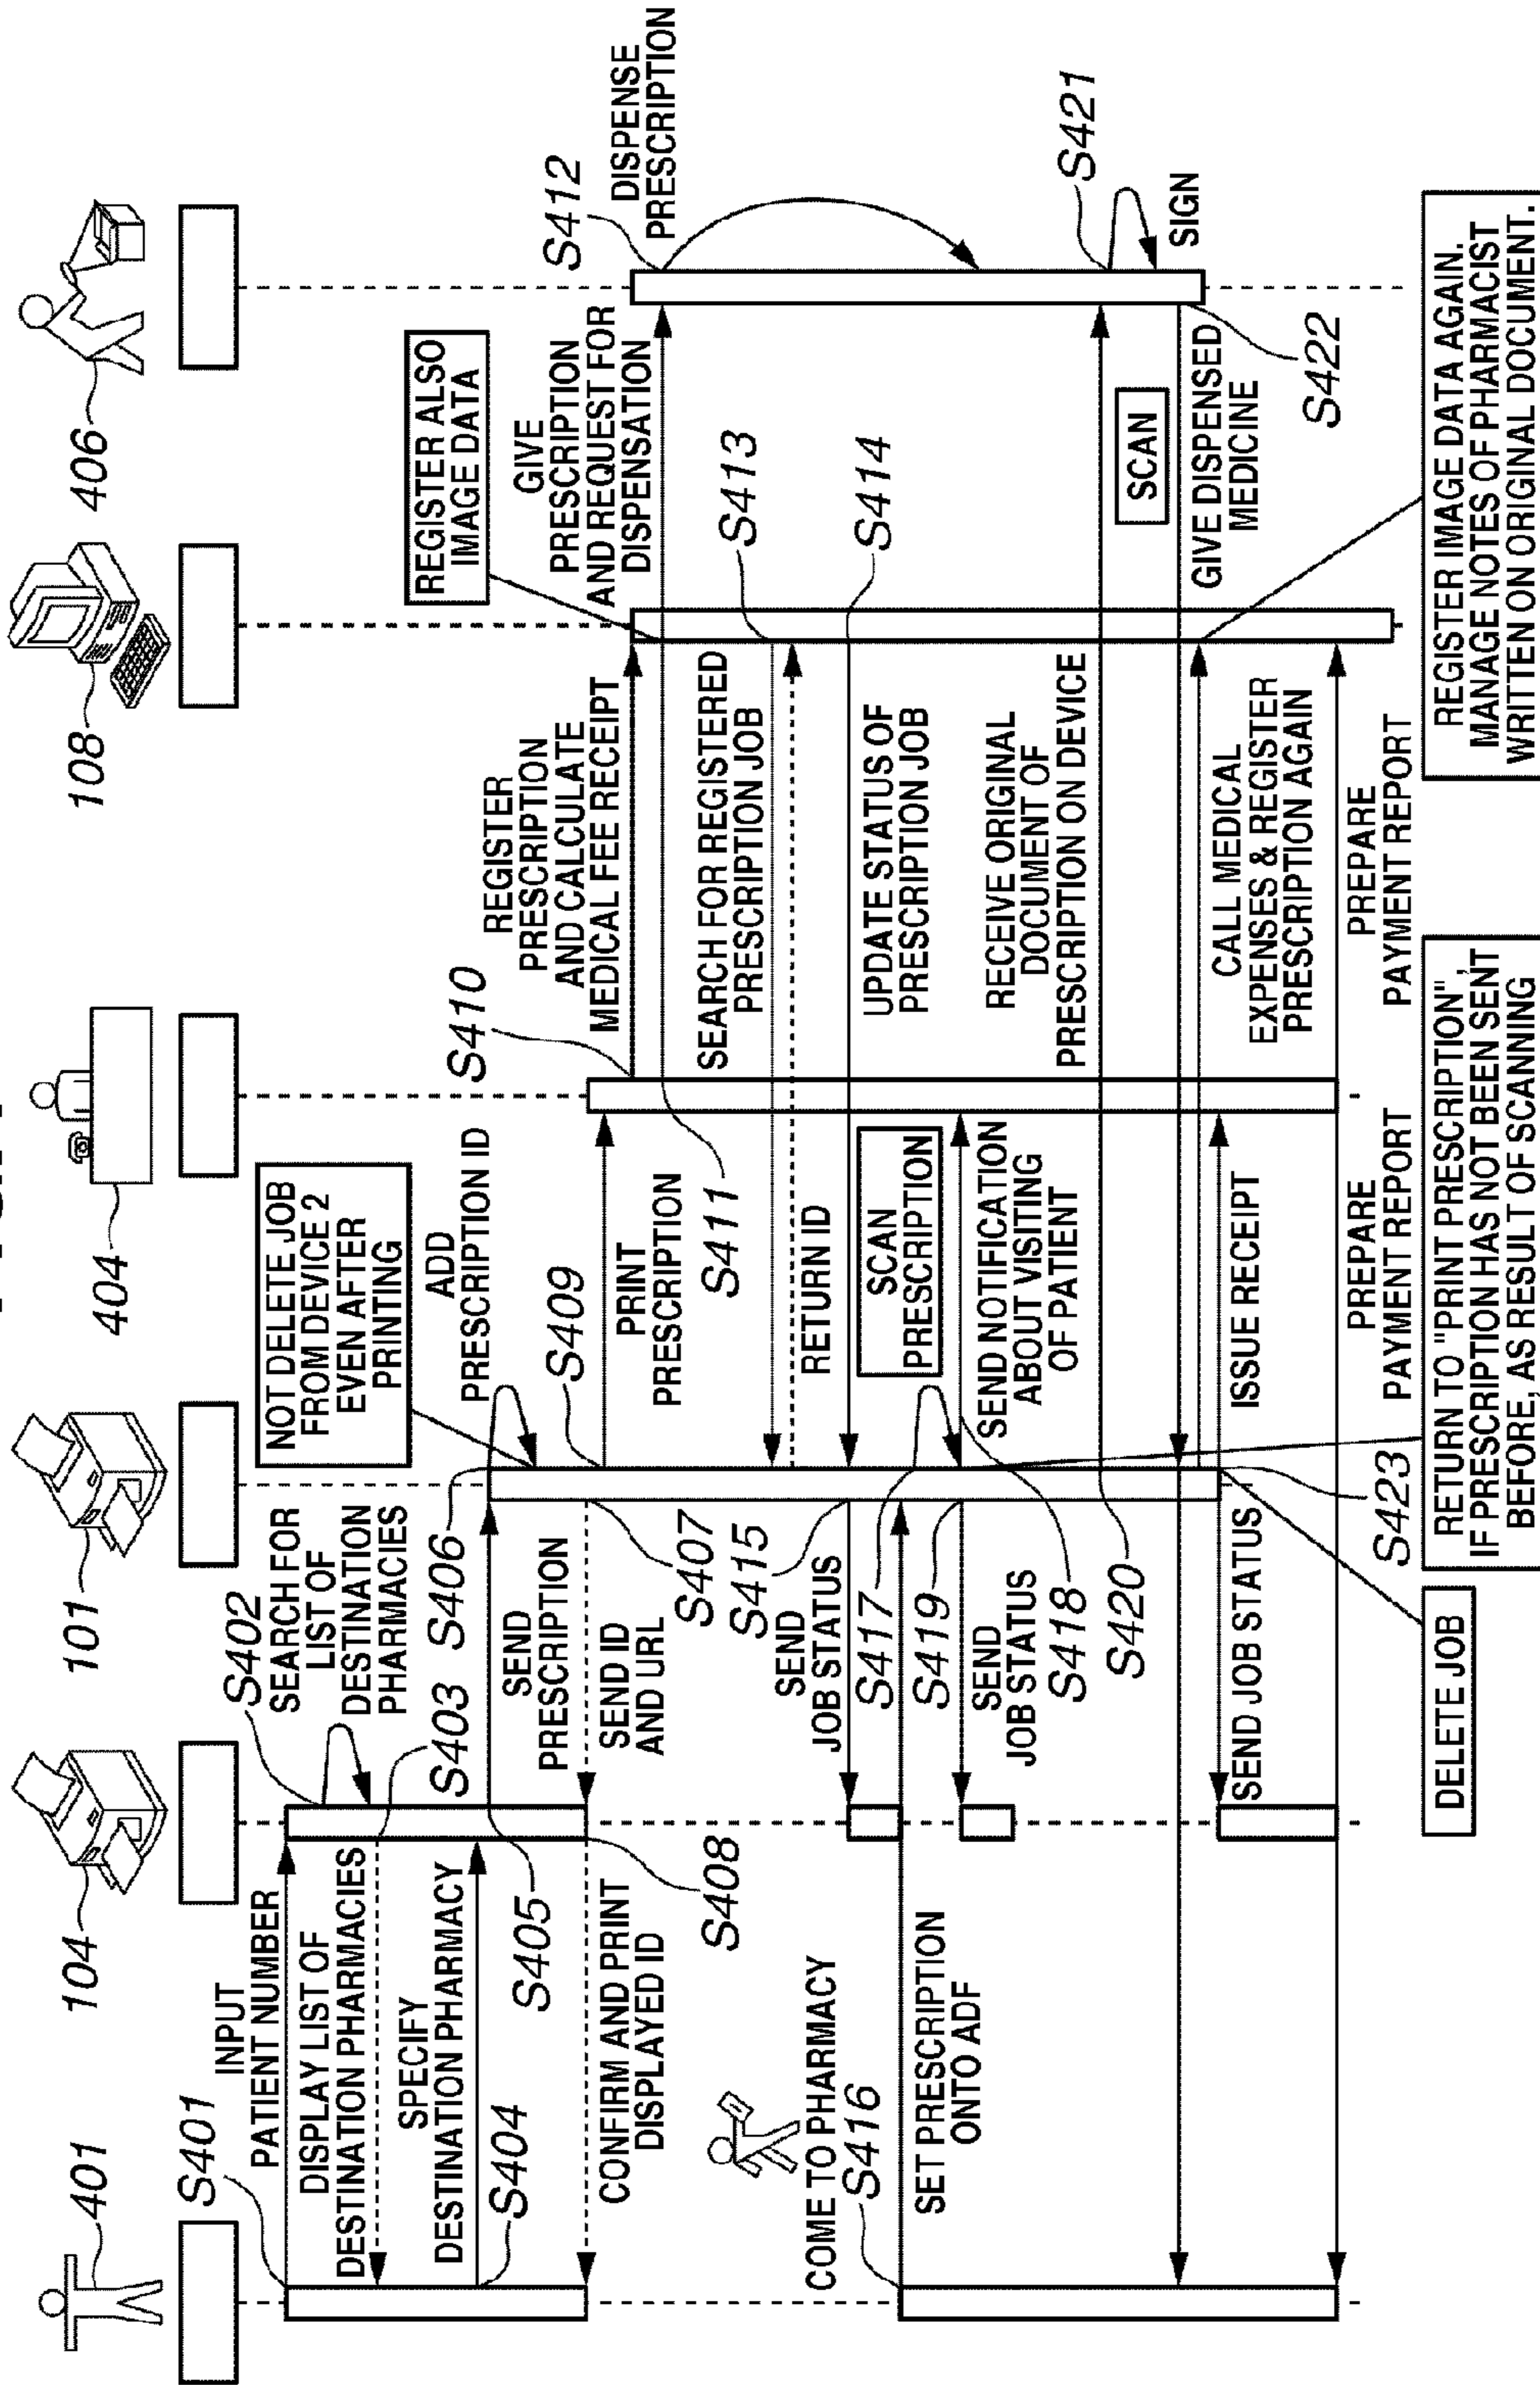 401
104
101
404
108
406
S401
INPUT
PATIENT NUMBER
S402
SEARCH FOR
LIST OF
DESTINATION
PHARMACIES
DISPLAY LIST OF
DESTINATION PHARMACIES
S403
SPECIFY
DESTINATION PHARMACY
S404
S405
SEND
PRESCRIPTION
S406
NOT DELETE JOB
FROM DEVICE 2
EVEN AFTER
PRINTING
ADD
PRESCRIPTION ID
SEND ID
AND URL
S407
CONFIRM AND PRINT
DISPLAYED ID
S408
S409
PRINT
PRESCRIPTION
S410
REGISTER
PRESCRIPTION
AND CALCULATE
MEDICAL FEE RECEIPT
REGISTER ALSO
IMAGE DATA
S411
GIVE
PRESCRIPTION
AND REQUEST FOR
DISPENSATION
S412
DISPENSE
PRESCRIPTION
SEARCH FOR REGISTERED
PRESCRIPTION JOB
S413
RETURN ID
UPDATE STATUS OF
PRESCRIPTION JOB
S414
S415
SEND
JOB STATUS
COME TO PHARMACY
S416
SET PRESCRIPTION
ONTO ADF
S417
SCAN
PRESCRIPTION
SEND NOTIFICATION
ABOUT VISITING
OF PATIENT
S418
S419
SEND
JOB STATUS
RECEIVE ORIGINAL
DOCUMENT OF
PRESCRIPTION ON DEVICE
S420
S421
SIGN
SCAN
GIVE DISPENSED
MEDICINE
S422
CALL MEDICAL
EXPENSES & REGISTER
PRESCRIPTION AGAIN
ISSUE RECEIPT
SEND JOB STATUS
S423
PREPARE
PAYMENT REPORT
PREPARE
PAYMENT REPORT
DELETE JOB
RETURN TO "PRINT PRESCRIPTION",
IF PRESCRIPTION HAS NOT BEEN SENT
BEFORE, AS RESULT OF SCANNING
REGISTER IMAGE DATA AGAIN.
MANAGE NOTES OF PHARMACIST
WRITTEN ON ORIGINAL DOCUMENT.